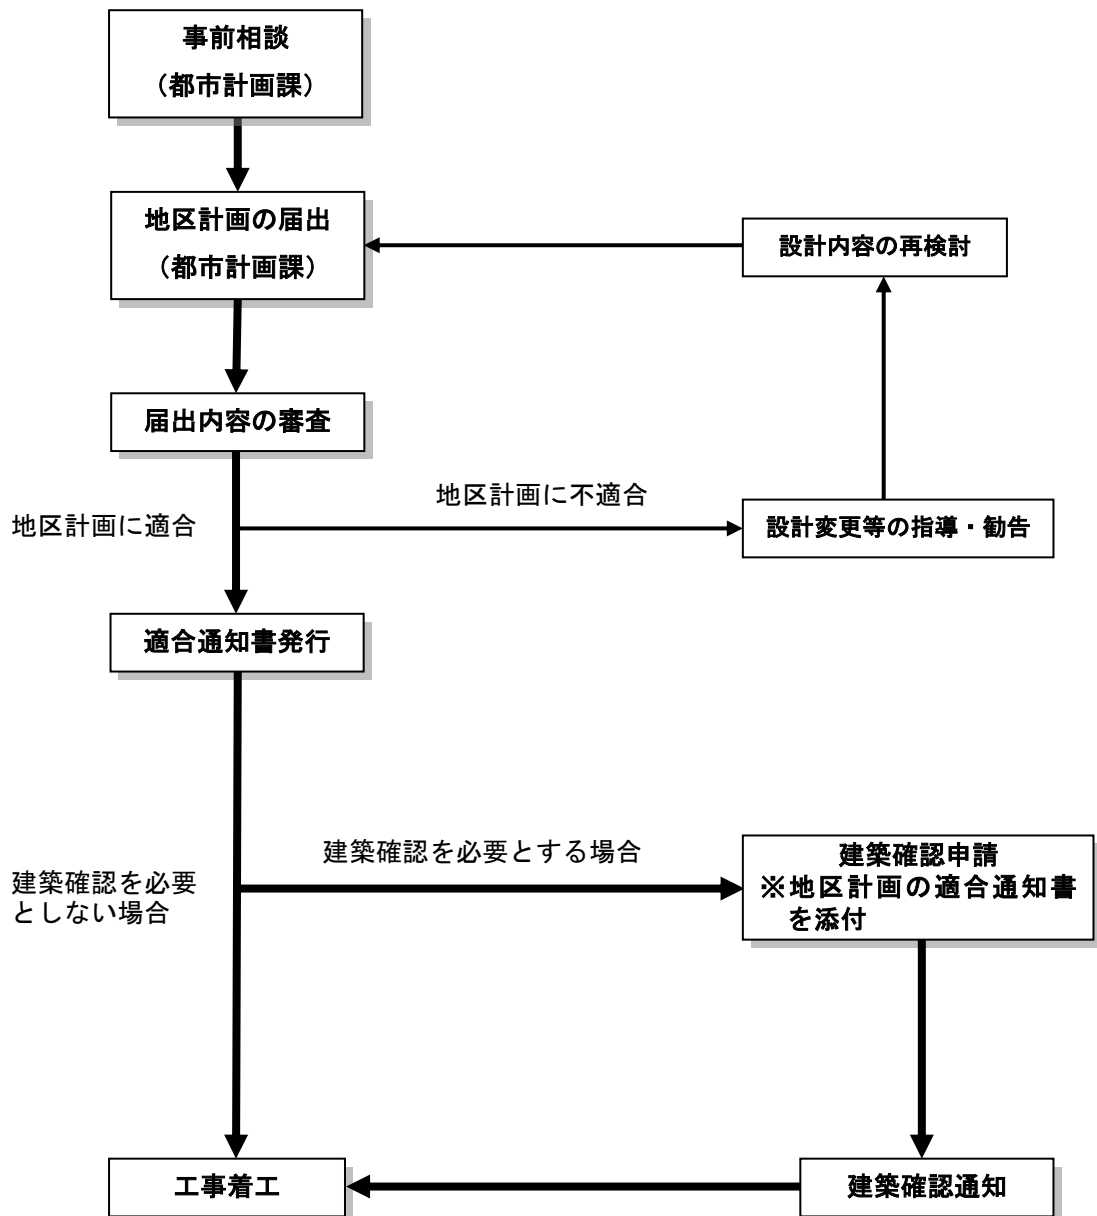 事前相談
（都市計画課）
地区計画の届出
（都市計画課）
設計内容の再検討
届出内容の審査
地区計画に不適合
地区計画に適合
設計変更等の指導・勧告
適合通知書発行
建築確認を必要とする場合
建築確認を必要
としない場合
建築確認申請
※地区計画の適合通知書
を添付
工事着工
建築確認通知